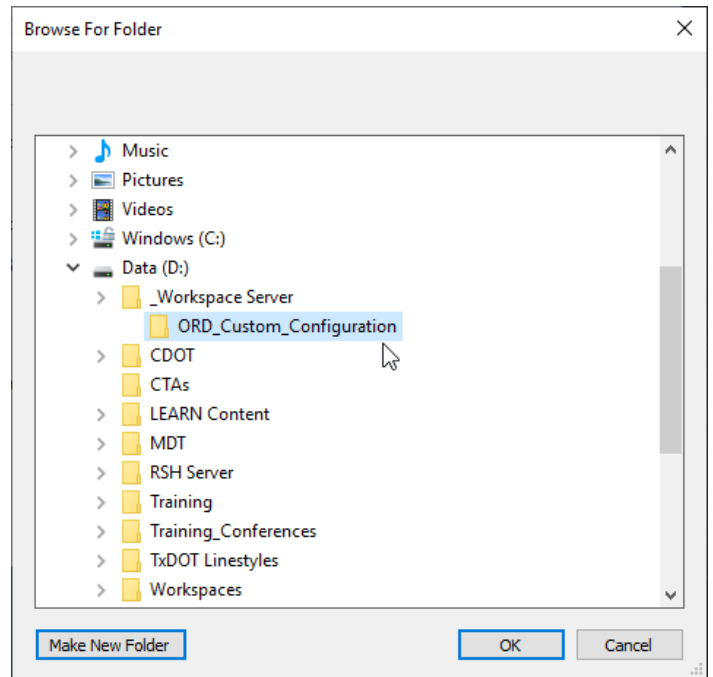 Browse For Folder
Music
Pictures
Videos
Windows (C:)
Data (D:)
_Workspace Server
ORD_Custom_Configuration
CDOT
CTAs
LEARN Content
MDT
RSH Server
Training
Training_Conferences
TxDOT Linestyles
Workspaces
Make New Folder OK Cancel